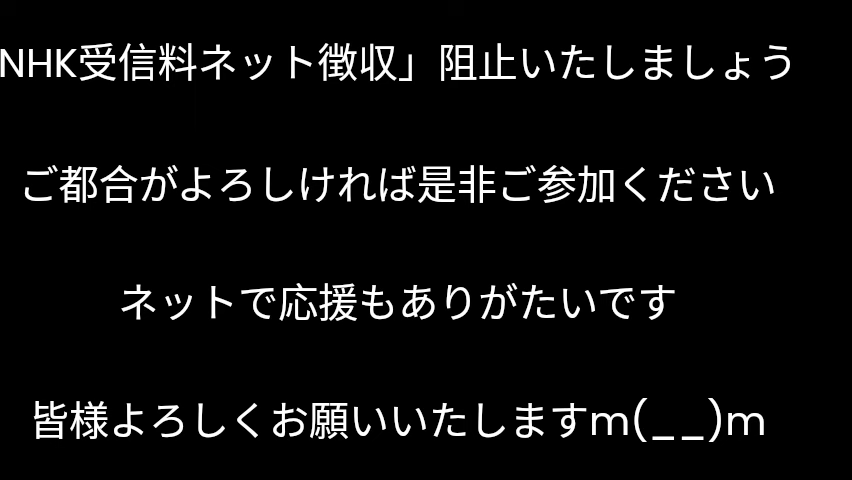 NHK受信料ネット徴収」阻止いたしましょう
ご都合がよろしければ是非ご参加ください
ネットで応援もありがたいです
皆様よろしくお願いいたしますm(__)m